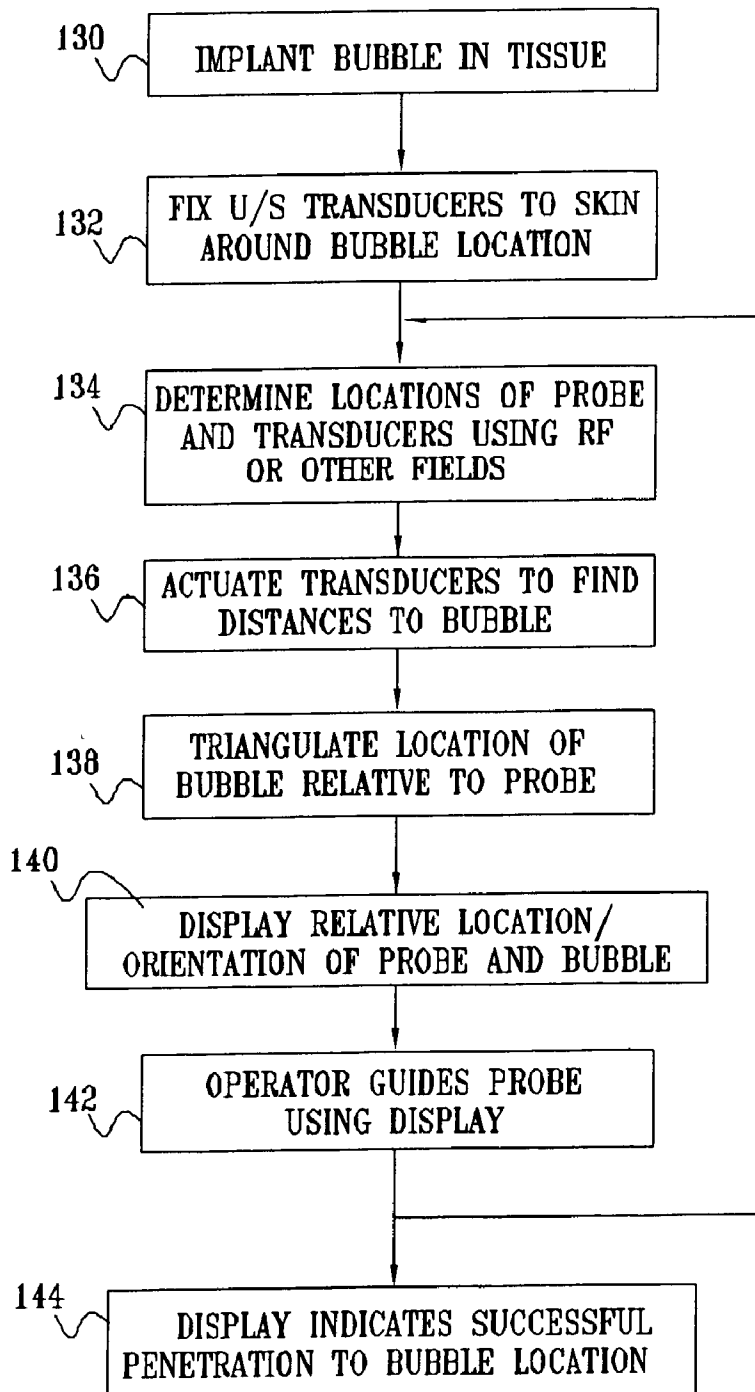 130
IMPLANT BUBBLE IN TISSUE
132
FIX U/S TRANSDUCERS TO SKIN
AROUND BUBBLE LOCATION
134
DETERMINE LOCATIONS OF PROBE
AND TRANSDUCERS USING RF
OR OTHER FIELDS
136
ACTUATE TRANSDUCERS TO FIND
DISTANCES TO BUBBLE
138
TRIANGULATE LOCATION OF
BUBBLE RELATIVE TO PROBE
140
DISPLAY RELATIVE LOCATION/
ORIENTATION OF PROBE AND BUBBLE
142
OPERATOR GUIDES PROBE
USING DISPLAY
144
DISPLAY INDICATES SUCCESSFUL
PENETRATION TO BUBBLE LOCATION